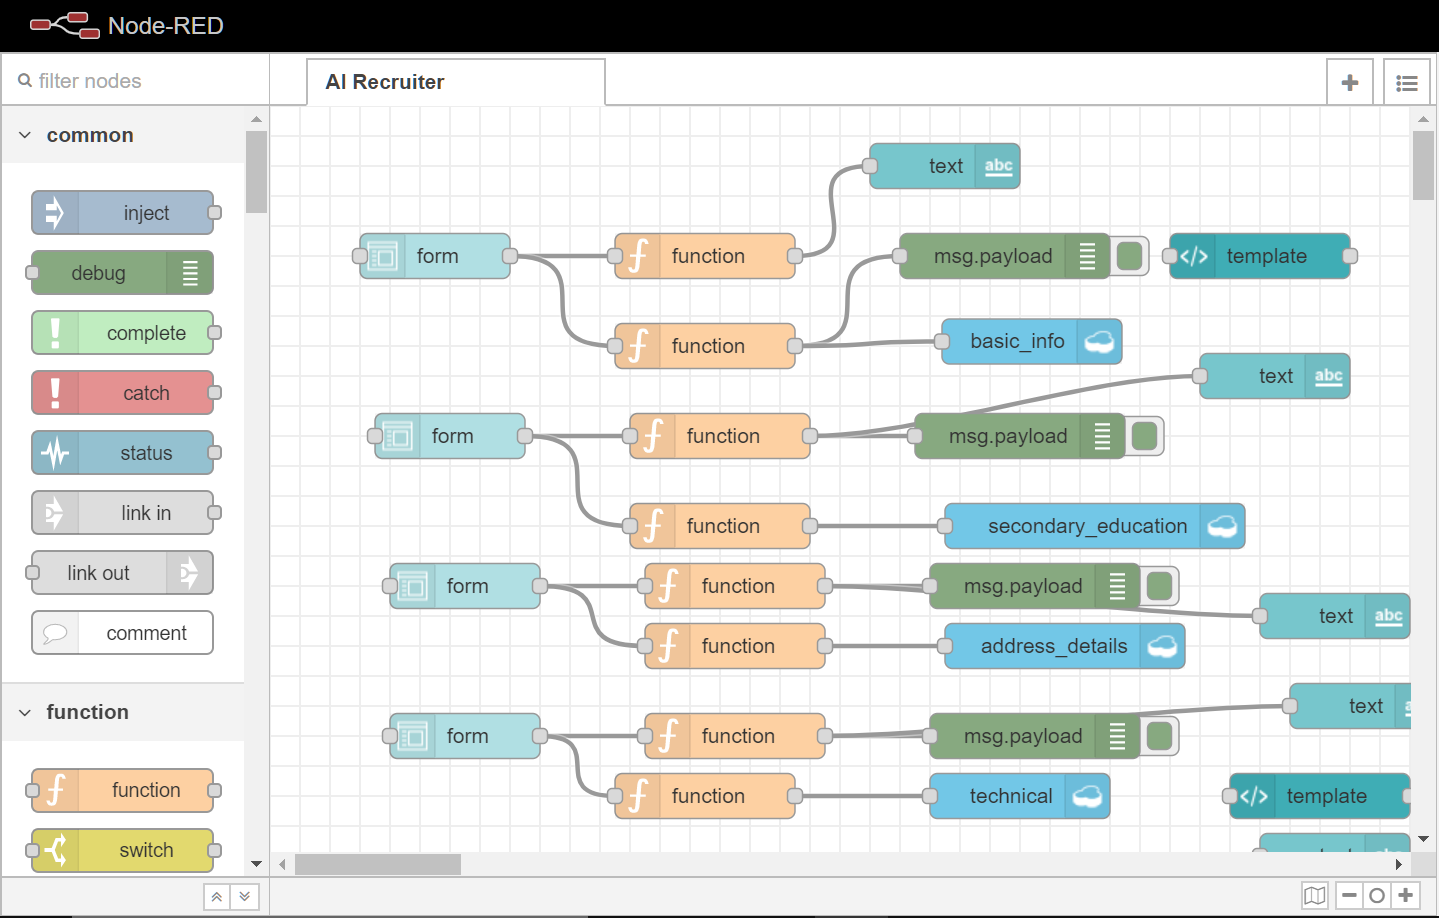 Node-RED
filter nodes
AI Recruiter
common
inject
debug
complete
catch
status
link in
link out
comment
function
function
switch
text abc
form function msg.payload template
function basic_info
text abc
form function msg.payload
function secondary_education
form function msg.payload
text abc
function address_details
text
form function msg.payload
function technical template